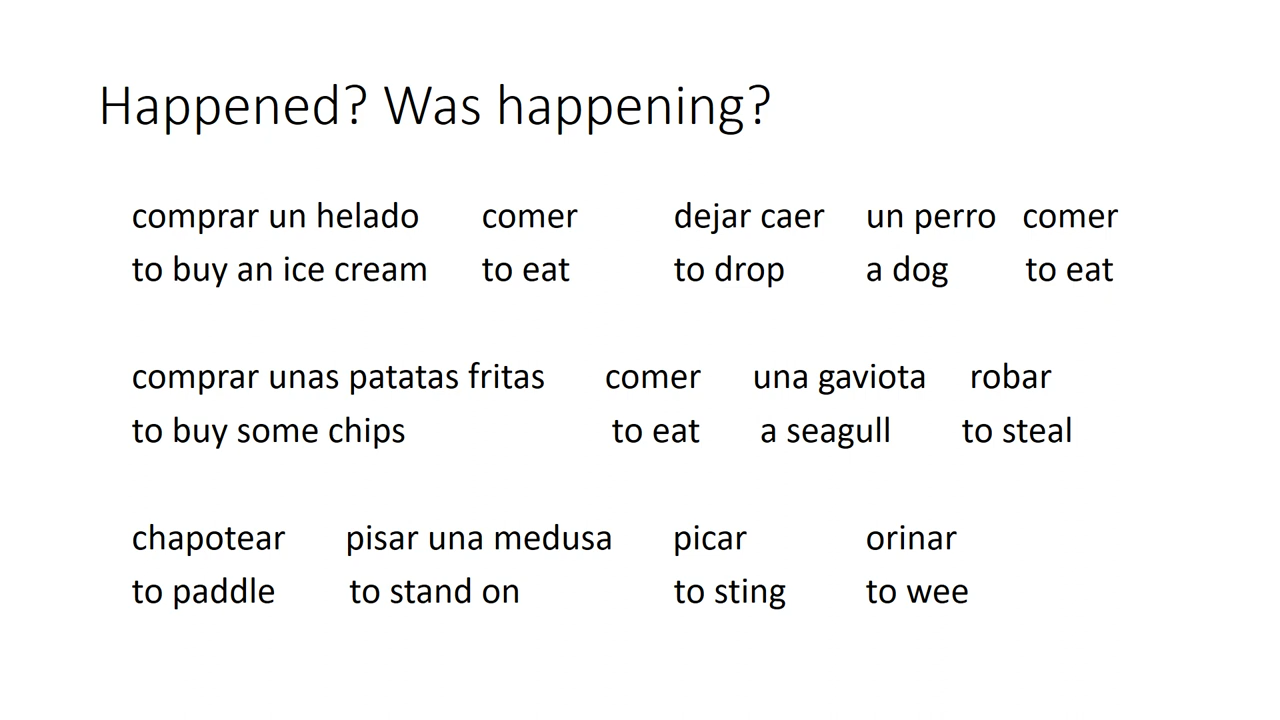 Happened? Was happening?
comprar un helado comer dejar caer un perro comer
to buy an ice cream to eat to drop a dog to eat
comprar unas patatas fritas comer una gaviota robar
to buy some chips to eat a seagull to steal
chapotear pisar una medusa picar orinar
to paddle to stand on to sting to wee